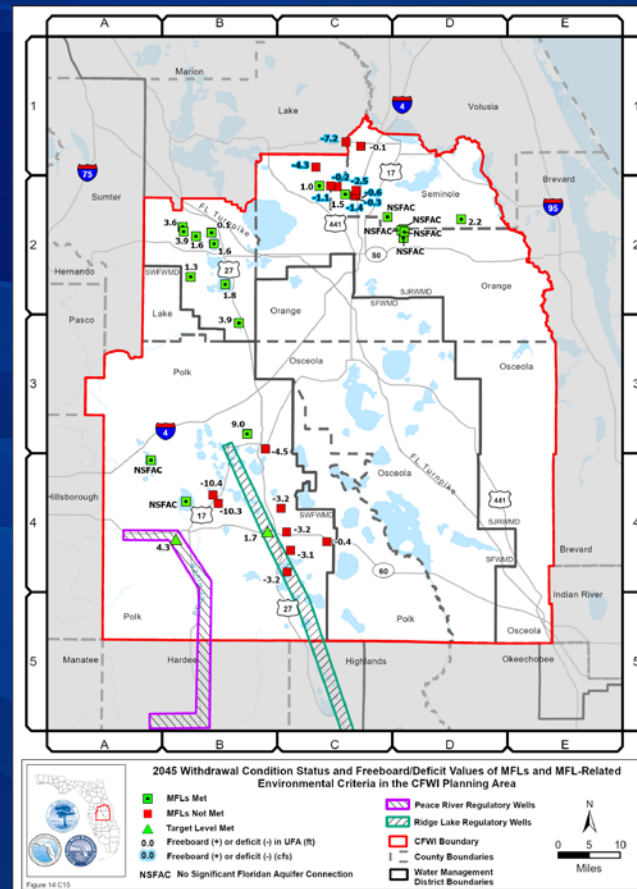 A B C D E
Marion
Lake
Volusia
4
1 1
-7.2
-0.1
75
-4.3
17
Brevard
Sumter
1.0
-0.2
-2.5
-0.6
Seminole
95
-1.1
1.5
-1.4
-0.3
NSFAC
FL Turnpike
441
NSFAC
NSFAC
NSFAC
NSFAC
2.2
3.6
0.1
2 2
3.9
1.6
1.6
50
Hernando
SWFWMD
1.3
27
1.8
SJRWMD
SFWMD
Orange
Orange
Pasco
Lake
3.9
Polk
Osceola
Osceola
3 3
4
9.0
-4.5
NSFAC
Osceola
FL Turnpike
Hillsborough
-10.4
NSFAC
-10.3
17
-3.2
SWFWMD
441
4 4
SJRWMD
4.3
1.7
-3.2
-0.4
-3.1
SFWMD
Brevard
60
-3.2
27
Indian River
Polk
Polk
Osceola
Manatee
Hardee
Highlands
Okeechobee
5 5
A B C D E
2045 Withdrawal Condition Status and Freeboard/Deficit Values of MFLs and MFL-Related
Environmental Criteria in the CFWI Planning Area
MFLs Met
MFLs Not Met
Target Level Met
0.0 Freeboard (+) or deficit (-) in UFA (ft)
0.0 Freeboard (+) or deficit (-) (cfs)
NSFAC No Significant Floridan Aquifer Connection
Peace River Regulatory Wells
Ridge Lake Regulatory Wells
CFWI Boundary
County Boundaries
Water Management
District Boundaries
N
0 5 10
Miles
Figure 14 C15